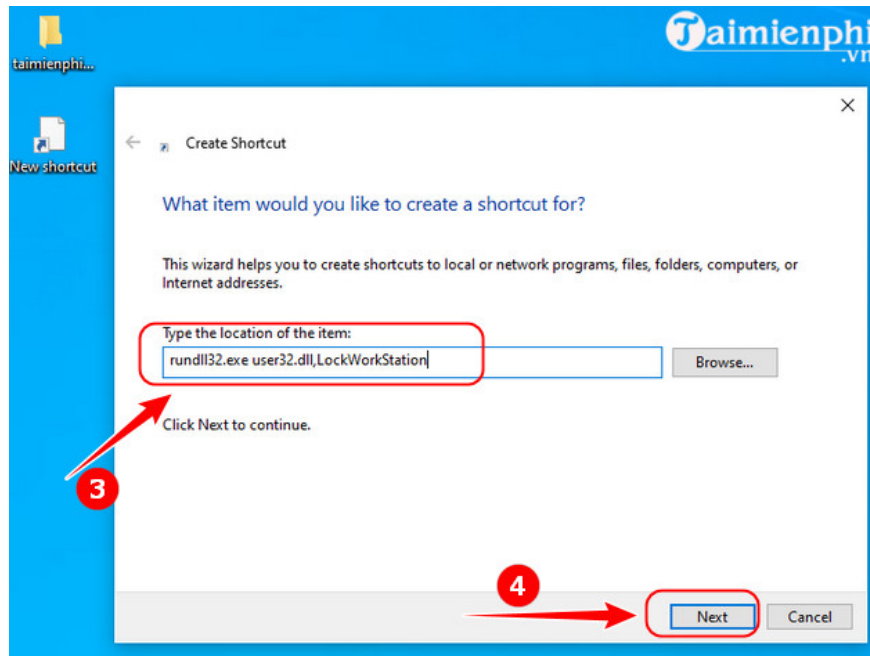 Taimienphi
.vn
taimienphi...
New shortcut
Create Shortcut
What item would you like to create a shortcut for?
This wizard helps you to create shortcuts to local or network programs, files, folders, computers, or
Internet addresses.
Type the location of the item:
rundll32.exe user32.dll,LockWorkStation
Browse...
Click Next to continue.
3
4
Next
Cancel